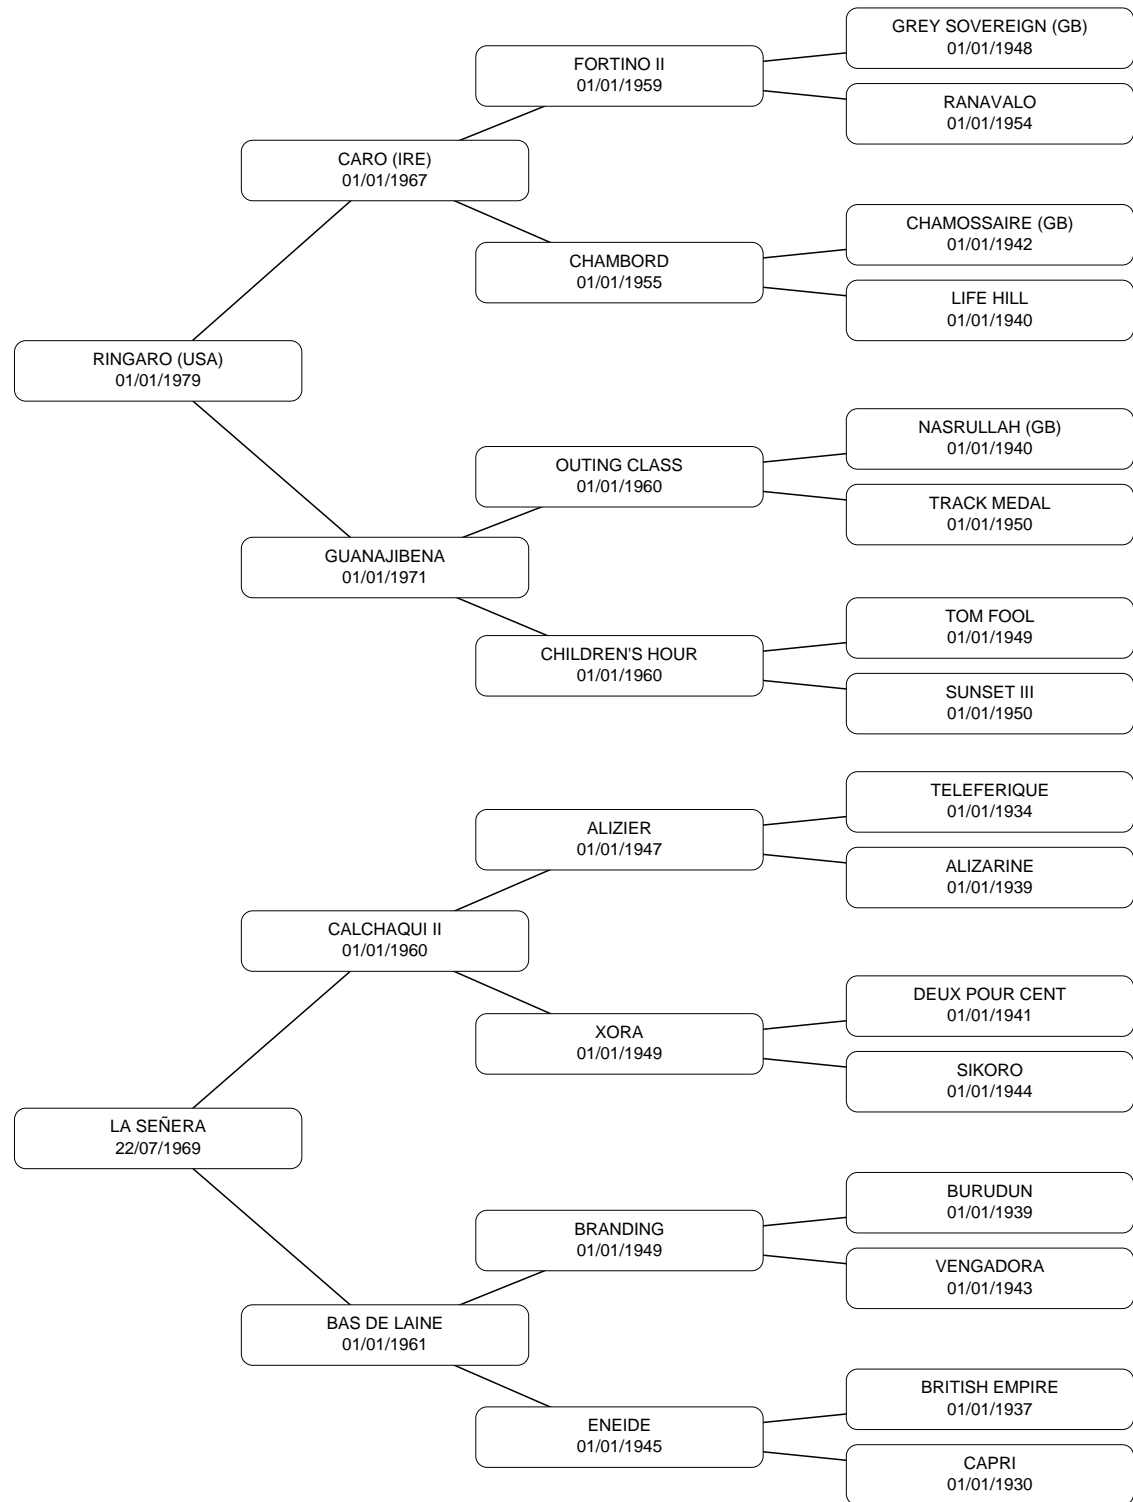 GREY SOVEREIGN (GB)
01/01/1948
FORTINO II
01/01/1959
RANAVALO
01/01/1954
CARO (IRE)
01/01/1967
CHAMOSSAIRE (GB)
01/01/1942
CHAMBORD
01/01/1955
LIFE HILL
01/01/1940
RINGARO (USA)
01/01/1979
NASRULLAH (GB)
01/01/1940
OUTING CLASS
01/01/1960
TRACK MEDAL
01/01/1950
GUANAJIBENA
01/01/1971
TOM FOOL
01/01/1949
CHILDREN'S HOUR
01/01/1960
SUNSET III
01/01/1950
TELEFERIQUE
01/01/1934
ALIZIER
01/01/1947
ALIZARINE
01/01/1939
CALCHAQUI II
01/01/1960
DEUX POUR CENT
01/01/1941
XORA
01/01/1949
SIKORO
01/01/1944
LA SEÑERA
22/07/1969
BURUDUN
01/01/1939
BRANDING
01/01/1949
VENGADORA
01/01/1943
BAS DE LAINE
01/01/1961
BRITISH EMPIRE
01/01/1937
ENEIDE
01/01/1945
CAPRI
01/01/1930